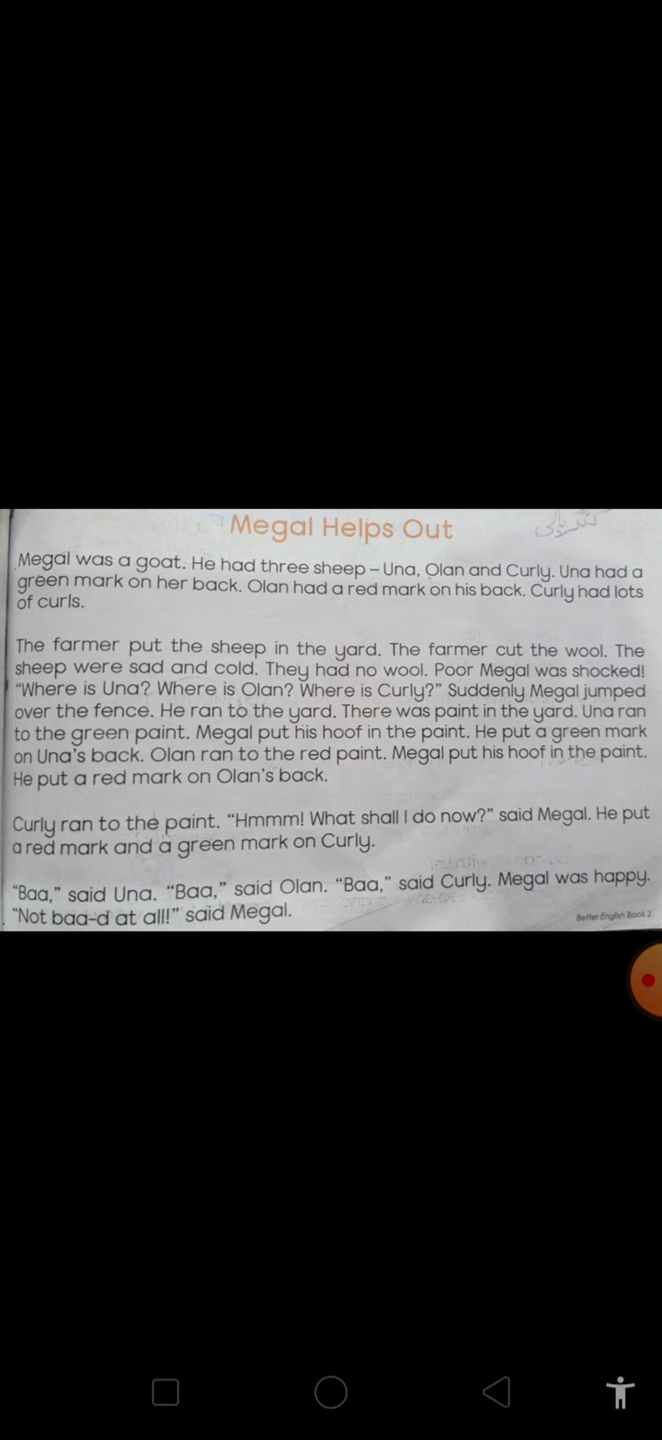 Megal Helps Out
Megal was a goat. He had three sheep – Una, Olan and Curly. Una had a
green mark on her back. Olan had a red mark on his back. Curly had lots
of curls.
The farmer put the sheep in the yard. The farmer cut the wool. The
sheep were sad and cold. They had no wool. Poor Megal was shocked!
“Where is Una? Where is Olan? Where is Curly?” Suddenly Megal jumped
over the fence. He ran to the yard. There was paint in the yard. Una ran
to the green paint. Megal put his hoof in the paint. He put a green mark
on Una’s back. Olan ran to the red paint. Megal put his hoof in the paint.
He put a red mark on Olan’s back.
Curly ran to the paint. “Hmmm! What shall I do now?” said Megal. He put
a red mark and a green mark on Curly.
“Baa,” said Una. “Baa,” said Olan. “Baa,” said Curly. Megal was happy.
“Not baa-d at all!” said Megal.
Better English Book 2